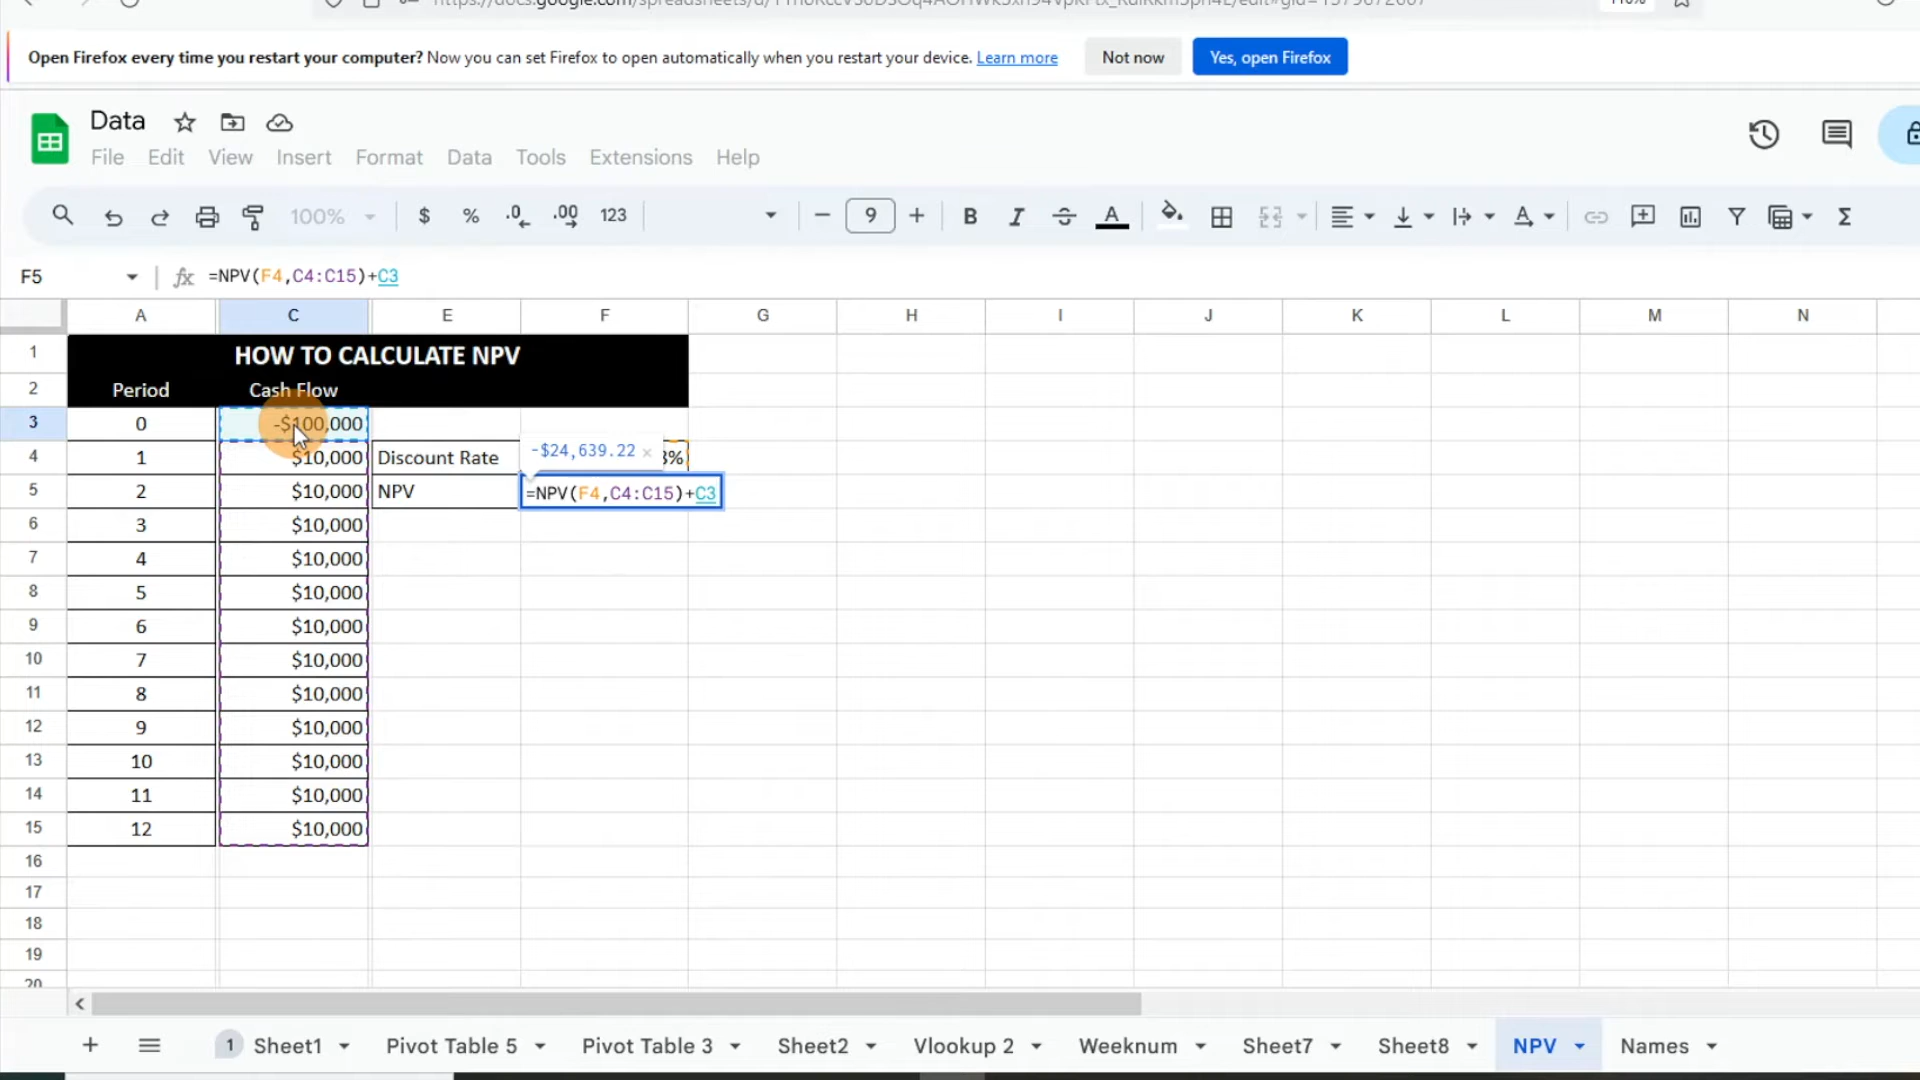 Open Firefox every time you restart your computer? Now you can set Firefox to open automatically when you restart your device. Learn more Not now Yes, open Firefox
Data
File Edit View Insert Format Data Tools Extensions Help
100% $ % .0 .00 123 9 B I A Σ
F5 fx =NPV(F4,C4:C15)+C3
A C E F G H I J K L M N
1 HOW TO CALCULATE NPV
2 Period Cash Flow
3 0 -$100,000
4 1 $10,000 Discount Rate -$24,639.22 × 3%
5 2 $10,000 NPV =NPV(F4,C4:C15)+C3
6 3 $10,000
7 4 $10,000
8 5 $10,000
9 6 $10,000
10 7 $10,000
11 8 $10,000
12 9 $10,000
13 10 $10,000
14 11 $10,000
15 12 $10,000
16
17
18
19
20
+ 1 Sheet1 Pivot Table 5 Pivot Table 3 Sheet2 Vlookup 2 Weeknum Sheet7 Sheet8 NPV Names